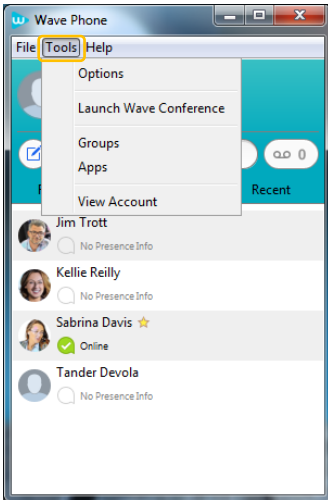 Wave Phone
File Tools Help
Options
Launch Wave Conference
Groups
Apps
View Account
0
Recent
Jim Trott
No Presence Info
Kellie Reilly
No Presence Info
Sabrina Davis
Online
Tander Devola
No Presence Info